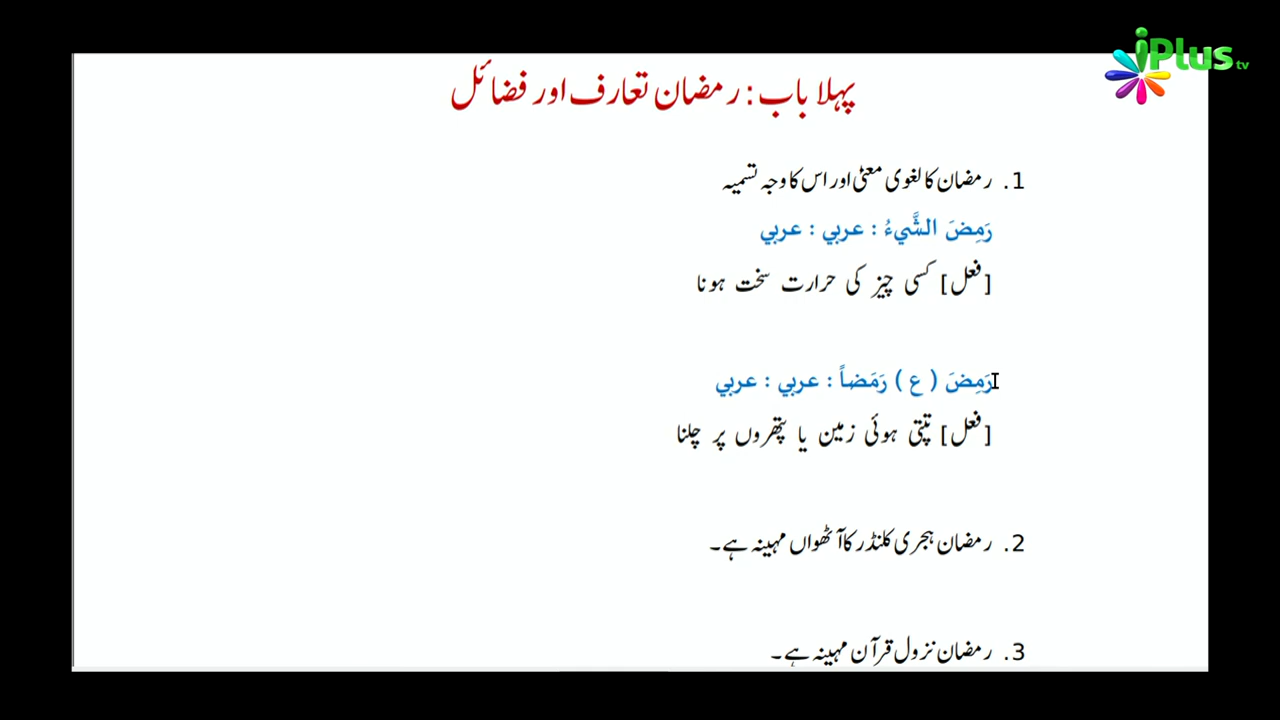 iPlus tv
پہلا باب: رمضان تعارف اور فضائل
1. رمضان کا لغوی معنیٰ اور اس کا وجہ تسمیہ
رَمِضَ الشَّيءُ : عربي : عربي
[فعل] کسی چیز کی حرارت سخت ہونا
رَمِضَ ( ع ) رَمَضاً : عربي : عربي
[فعل] تپتی ہوئی زمین یا پتھروں پر چلنا
2. رمضان ہجری کلنڈر کا آٹھواں مہینہ ہے۔
3. رمضان نزول قرآن مہینہ ہے۔